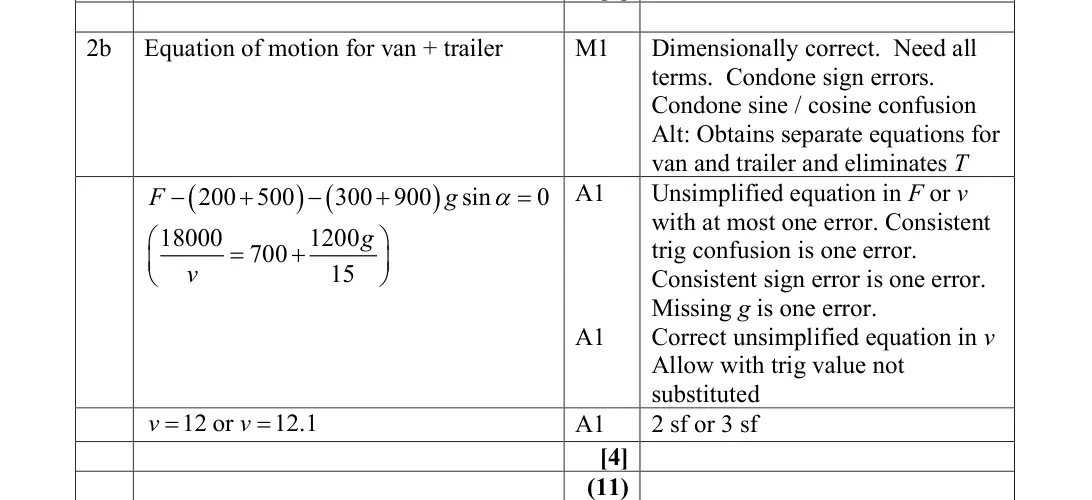 2b Equation of motion for van + trailer M1 Dimensionally correct. Need all
terms. Condone sign errors.
Condone sine / cosine confusion
Alt: Obtains separate equations for
van and trailer and eliminates T
F − (200 + 500) − (300 + 900) g sin α = 0 A1 Unsimplified equation in F or v
with at most one error. Consistent
trig confusion is one error.
(18000/v = 700 + 1200g/15)
Consistent sign error is one error.
Missing g is one error.
A1 Correct unsimplified equation in v
Allow with trig value not
substituted
v = 12 or v = 12.1 A1 2 sf or 3 sf
[4]
(11)